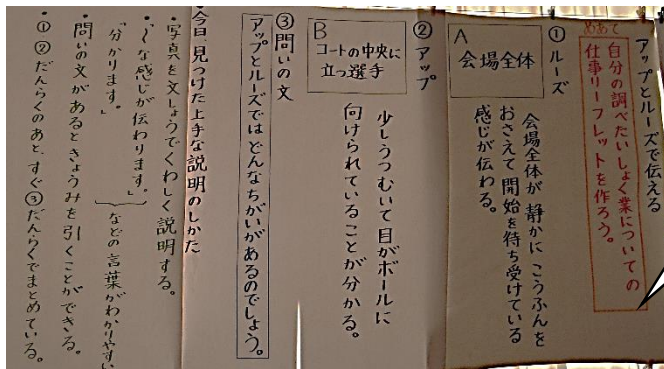 アップとルーズで伝える
めあて
自分の調べたいしょく業についての
仕事リーフレットを作ろう。
①ルーズ
A
会場全体
会場全体が静かにこうふんを
おさえて開始を待ち受けている
感じが伝わる。
②アップ
B
コートの中央に
立つ選手
少しうつむいて目がボールに
向けられていることが分かる。
③問いの文
アップとルーズではどんなちがいがあるのでしょう。
今日、見つけた上手な説明のしかた
・写真を文しょうでくわしく説明する。
・「〜な感じが伝わります。」
「分かります。」
などの言葉がわかりやすい
・問いの文があるときょうみを引くことができる。
・①②だんらくのあと、すぐ③だんらくでまとめている。